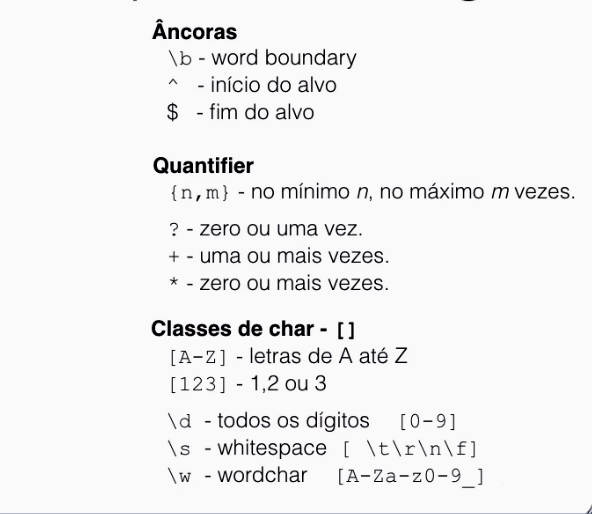 Âncoras
\b - word boundary
^ - início do alvo
$ - fim do alvo
Quantifier
{n,m} - no mínimo n, no máximo m vezes.
? - zero ou uma vez.
+ - uma ou mais vezes.
* - zero ou mais vezes.
Classes de char - []
[A-Z] - letras de A até Z
[123] - 1,2 ou 3
\d - todos os dígitos [0-9]
\s - whitespace [ \t\r\n\f]
\w - wordchar [A-Za-z0-9_]